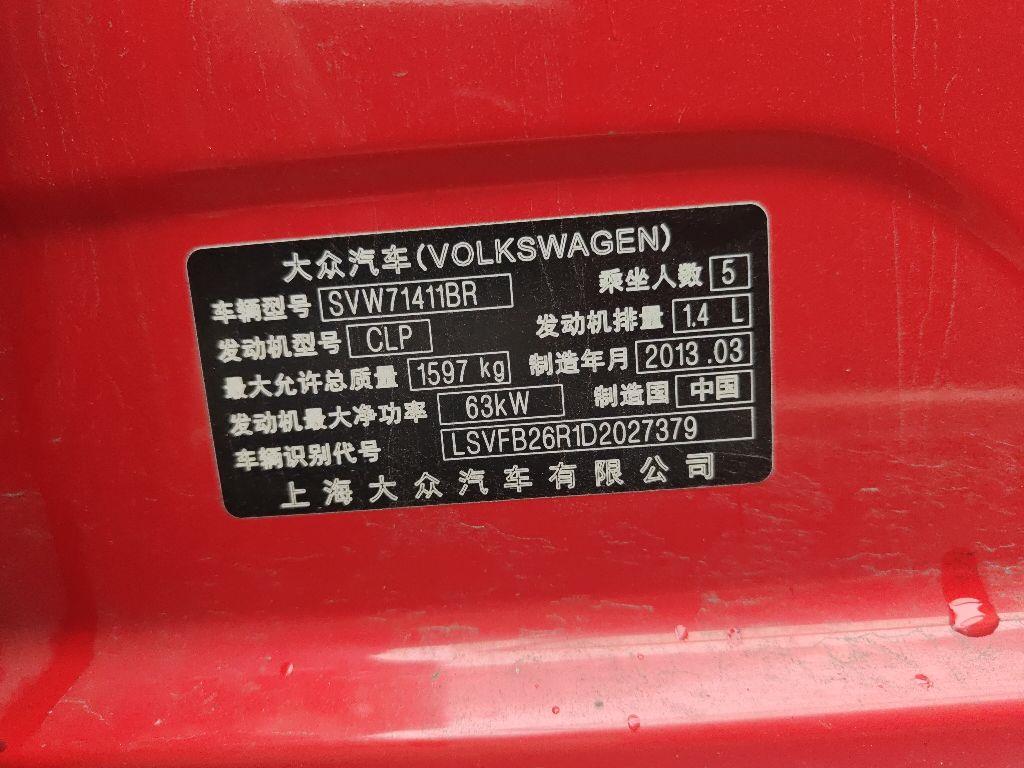 大众汽车(VOLKSWAGEN)
车辆型号 SVW71411BR 乘坐人数 5
发动机型号 CLP 发动机排量 1.4 L
最大允许总质量 1597 kg 制造年月 2013.03
发动机最大净功率 63kW 制造国 中国
车辆识别代号 LSVFB26R1D2027379
上海大众汽车有限公司